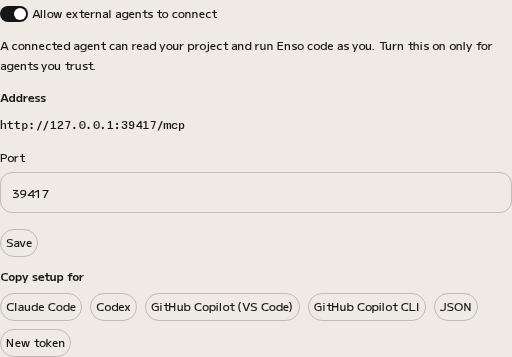 Allow external agents to connect
A connected agent can read your project and run Enso code as you. Turn this on only for
agents you trust.
Address
http://127.0.0.1:39417/mcp
Port
39417
Save
Copy setup for
Claude Code Codex GitHub Copilot (VS Code) GitHub Copilot CLI JSON
New token